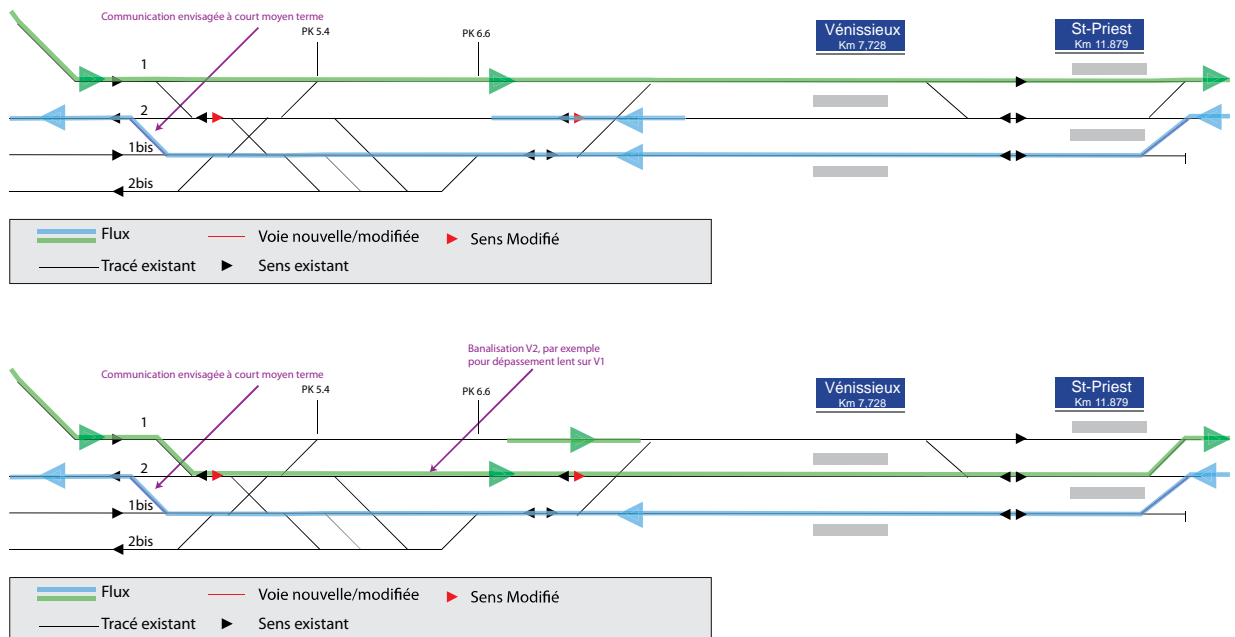 Communication envisagée à court moyen terme
PK 5.4
PK 6.6
Vénissieux
Km 7,728
St-Priest
Km 11.879
1
2
1bis
2bis
Flux
Voie nouvelle/modifiée
Sens Modifié
Tracé existant
Sens existant
Banalisation V2, par exemple
pour dépassement lent sur V1
Communication envisagée à court moyen terme
PK 5.4
PK 6.6
Vénissieux
Km 7,728
St-Priest
Km 11.879
1
2
1bis
2bis
Flux
Voie nouvelle/modifiée
Sens Modifié
Tracé existant
Sens existant